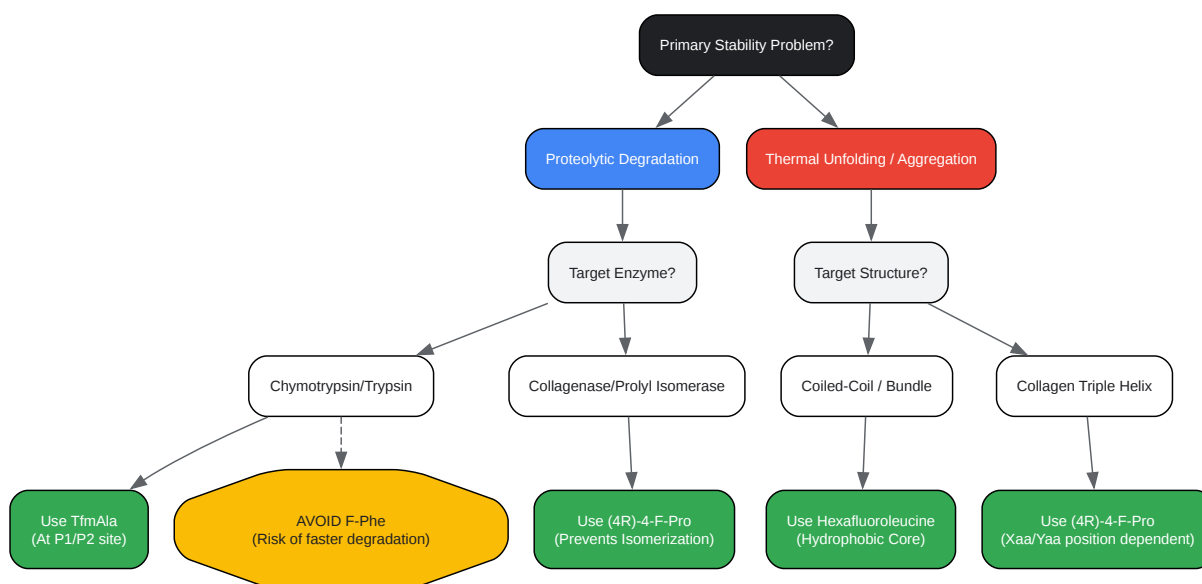 Primary Stability Problem?
Proteolytic Degradation
Thermal Unfolding / Aggregation
Target Enzyme?
Target Structure?
Chymotrypsin/Trypsin
Collagenase/Prolyl Isomerase
Coiled-Coil / Bundle
Collagen Triple Helix
Use TfmAla
(At P1/P2 site)
AVOID F-Phe
(Risk of faster degradation)
Use (4R)-4-F-Pro
(Prevents Isomerization)
Use Hexafluoroleucine
(Hydrophobic Core)
Use (4R)-4-F-Pro
(Xaa/Yaa position dependent)